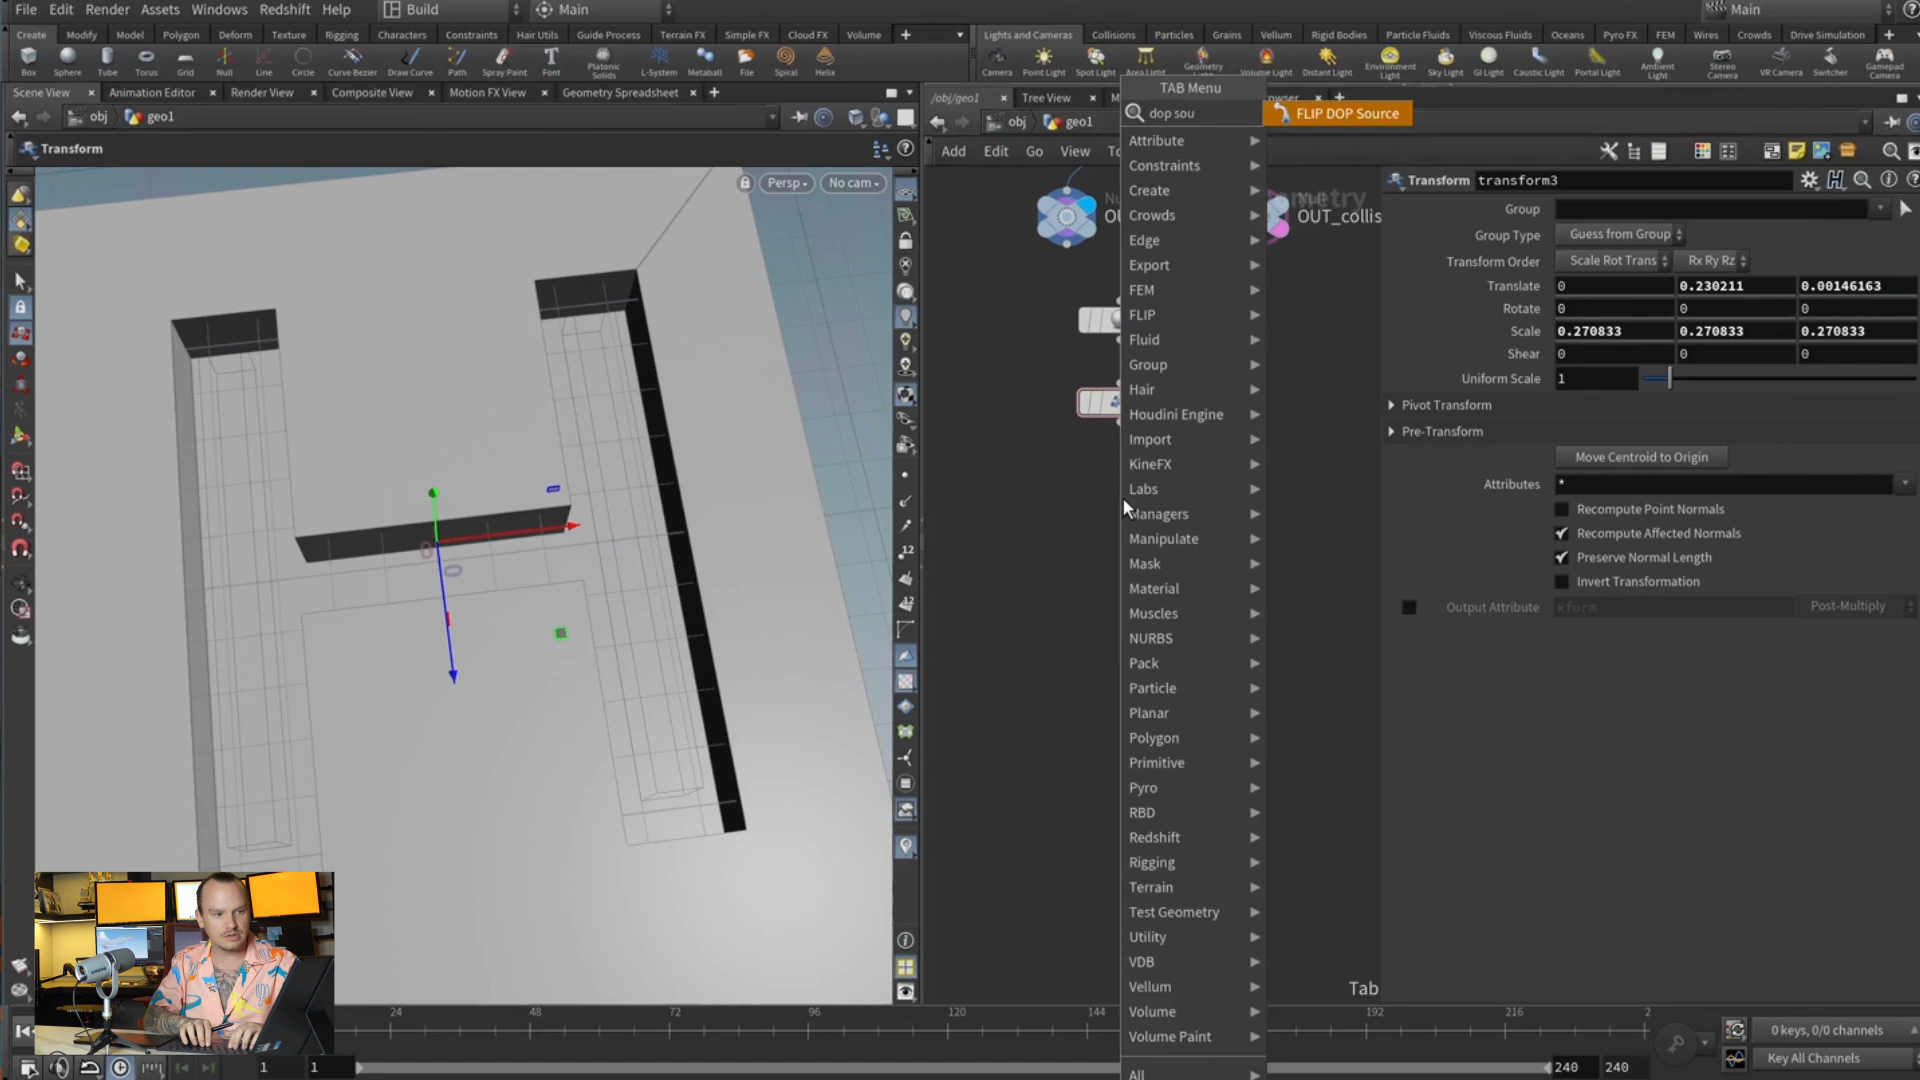 File Edit Render Assets Windows Redshift Help Build Main Main
Create Modify Model Polygon Deform Texture Rigging Characters Constraints Hair Utils Guide Process Terrain FX Simple FX Cloud FX Volume
Lights and Cameras Collisions Particles Grains Vellum Rigid Bodies Particle Fluids Viscous Fluids Oceans Pyro FX FEM Wires Crowds Drive Simulation
Box Sphere Tube Torus Grid Null Line Circle Curve Bezier Draw Curve Path Spray Paint Font Platonic Solids L-System Metaball File Spiral Helix
Camera Point Light Spot Light Area Light Geometry Volume Light Distant Light Environment Light Sky Light GI Light Caustic Light Portal Light Ambient Light Stereo Camera VR Camera Switcher Gamepad Camera
Scene View Animation Editor Render View Composite View Motion FX View Geometry Spreadsheet
/obj/geo1 Tree View
obj geo1
obj geo1
Transform
Persp No cam
Add Edit Go View
TAB Menu
dop sou
FLIP DOP Source
Attribute
Constraints
Create
Crowds
Edge
Export
FEM
FLIP
Fluid
Group
Hair
Houdini Engine
Import
KineFX
Labs
Managers
Manipulate
Mask
Material
Muscles
NURBS
Pack
Particle
Planar
Polygon
Primitive
Pyro
RBD
Redshift
Rigging
Terrain
Test Geometry
Utility
VDB
Vellum
Volume
Volume Paint
All
Null
OUT_collis
Tab
Transform transform3
Group
Group Type Guess from Group
Transform Order Scale Rot Trans Rx Ry Rz
Translate 0 0.230211 0.00146163
Rotate 0 0 0
Scale 0.270833 0.270833 0.270833
Shear 0 0 0
Uniform Scale 1
Pivot Transform
Pre-Transform
Move Centroid to Origin
Attributes *
Recompute Point Normals
Recompute Affected Normals
Preserve Normal Length
Invert Transformation
Output Attribute xform Post-Multiply
24 48 72 96 120 144 192 216 2
1 1 240 240
0 keys, 0/0 channels
Key All Channels